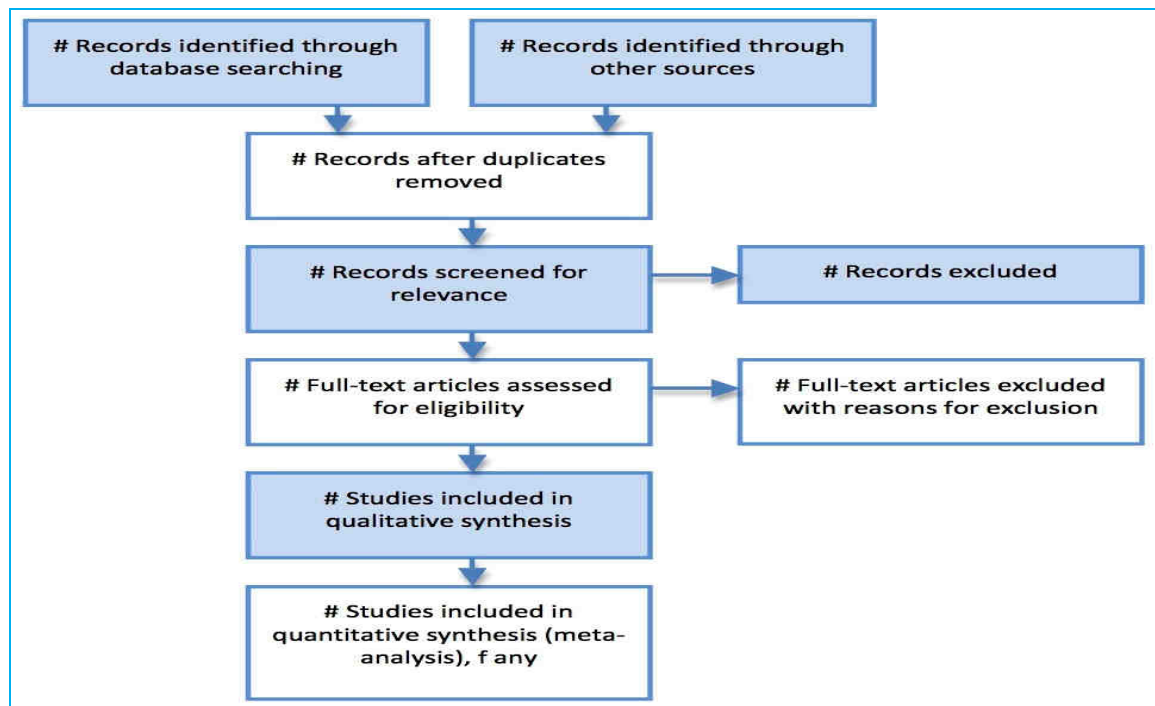 # Records identified through
database searching
# Records identified through
other sources
# Records after duplicates
removed
# Records screened for
relevance
# Records excluded
# Full-text articles assessed
for eligibility
# Full-text articles excluded
with reasons for exclusion
# Studies included in
qualitative synthesis
# Studies included in
quantitative synthesis (meta-
analysis), f any